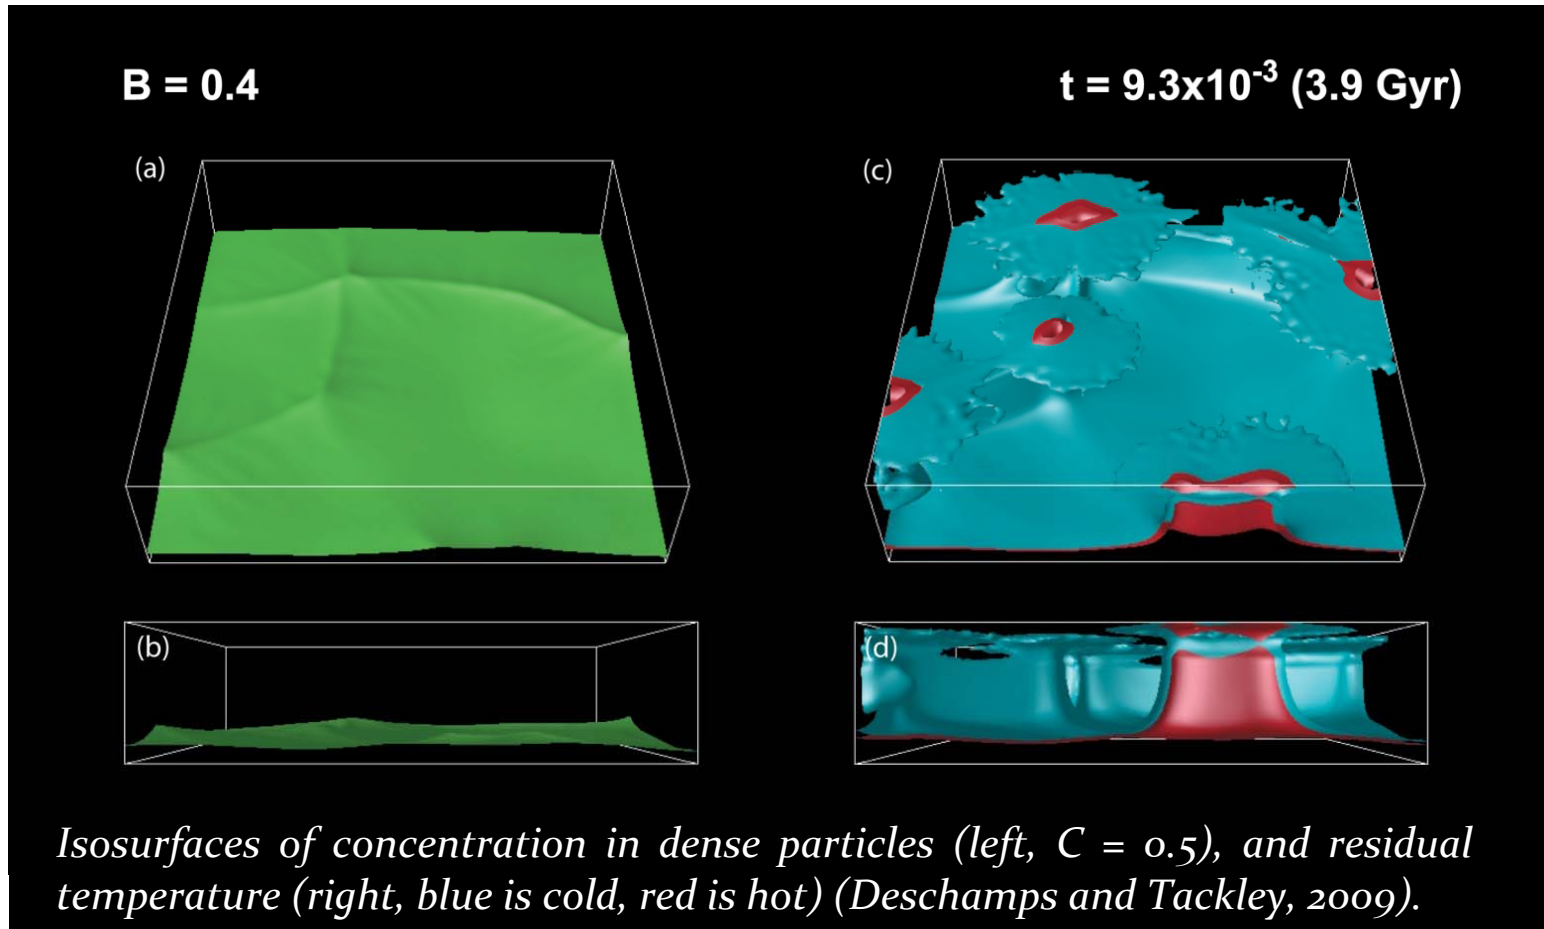 B = 0.4
t = 9.3x10⁻³ (3.9 Gyr)
(a)
(c)
(b)
(d)
Isosurfaces of concentration in dense particles (left, C = 0.5), and residual
temperature (right, blue is cold, red is hot) (Deschamps and Tackley, 2009).